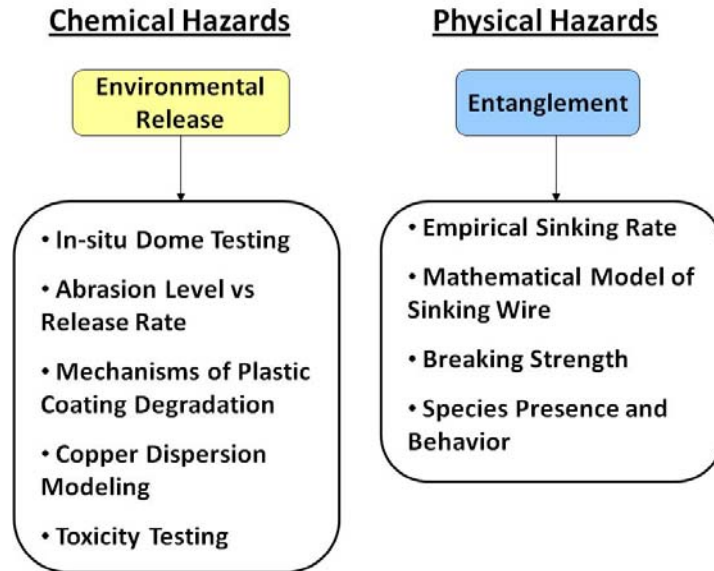 Chemical Hazards
Environmental
Release
• In-situ Dome Testing
• Abrasion Level vs
Release Rate
• Mechanisms of Plastic
Coating Degradation
• Copper Dispersion
Modeling
• Toxicity Testing
Physical Hazards
Entanglement
• Empirical Sinking Rate
• Mathematical Model of
Sinking Wire
• Breaking Strength
• Species Presence and
Behavior